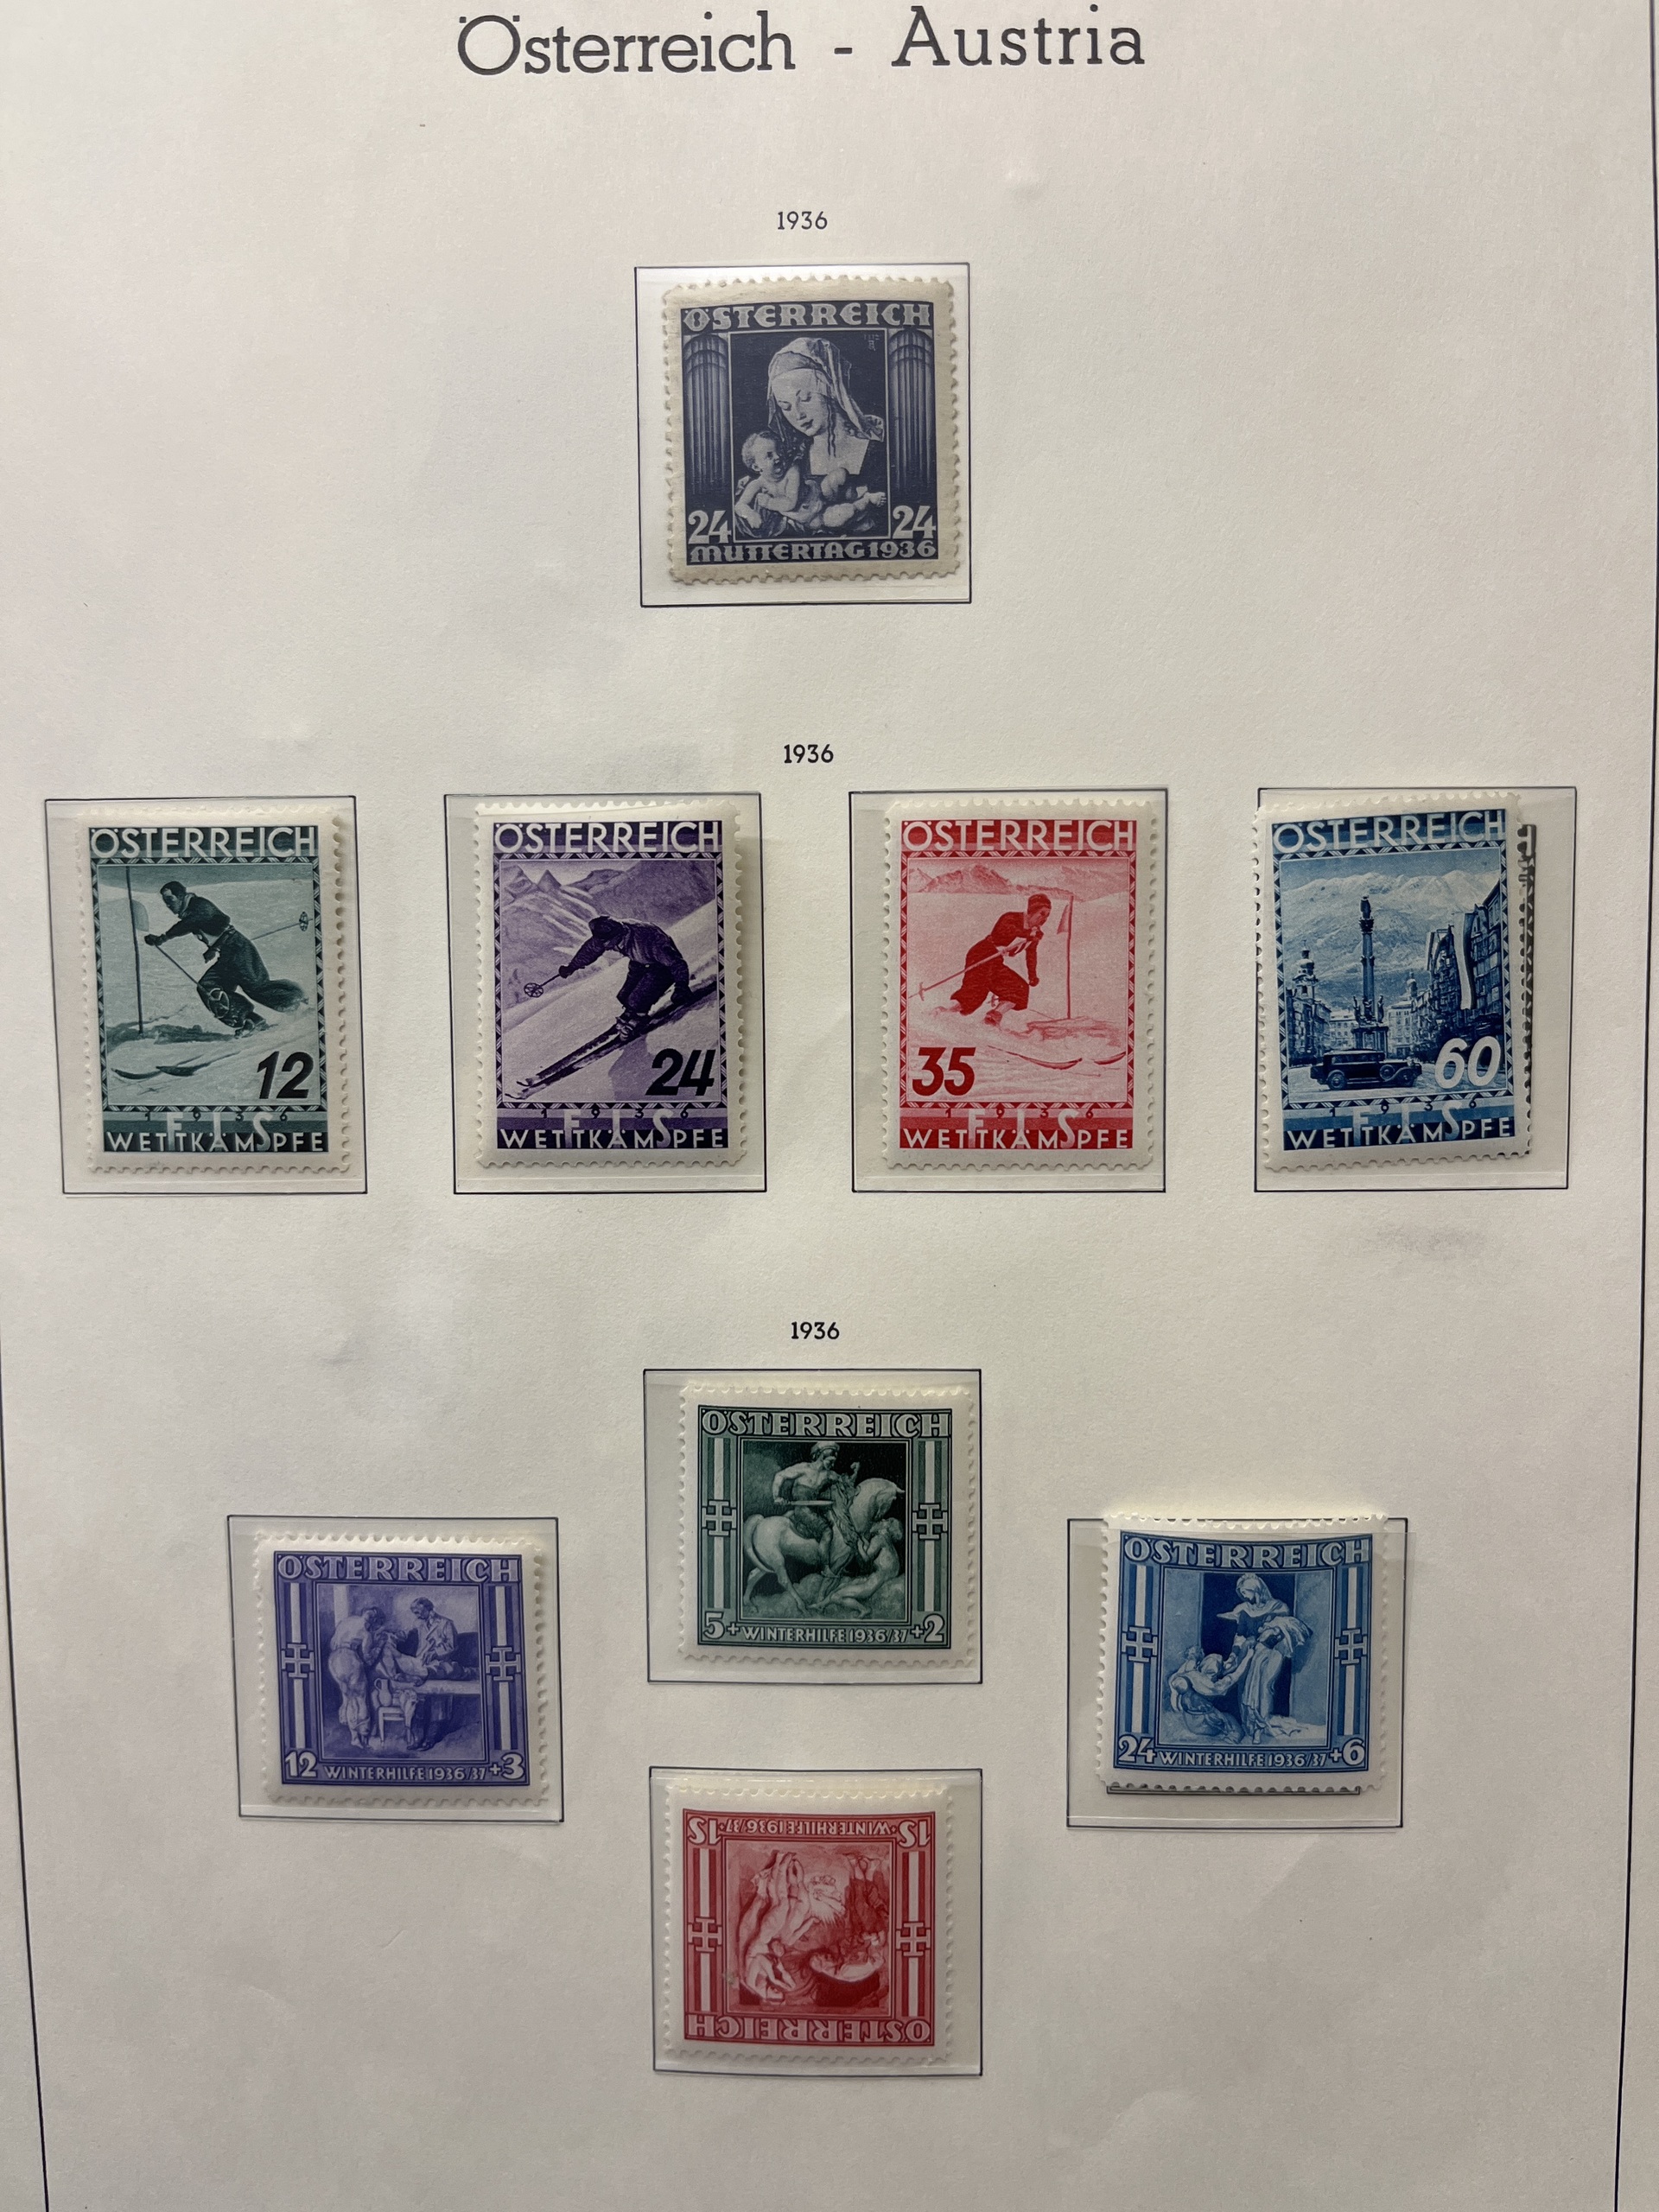 Österreich - Austria
1936
ÖSTERREICH
24 24
MUTTERTAG 1936
1936
ÖSTERREICH
12
1936
FIS
WETTKÄMPFE
ÖSTERREICH
24
1936
FIS
WETTKÄMPFE
ÖSTERREICH
35
1936
FIS
WETTKÄMPFE
ÖSTERREICH
60
1936
FIS
WETTKÄMPFE
1936
ÖSTERREICH
5+ WINTERHILFE 1936/37 +2
ÖSTERREICH
12 WINTERHILFE 1936/37 +3
ÖSTERREICH
24 WINTERHILFE 1936/37 +6
ÖSTERREICH
1S WINTERHILFE 1936/37 1S